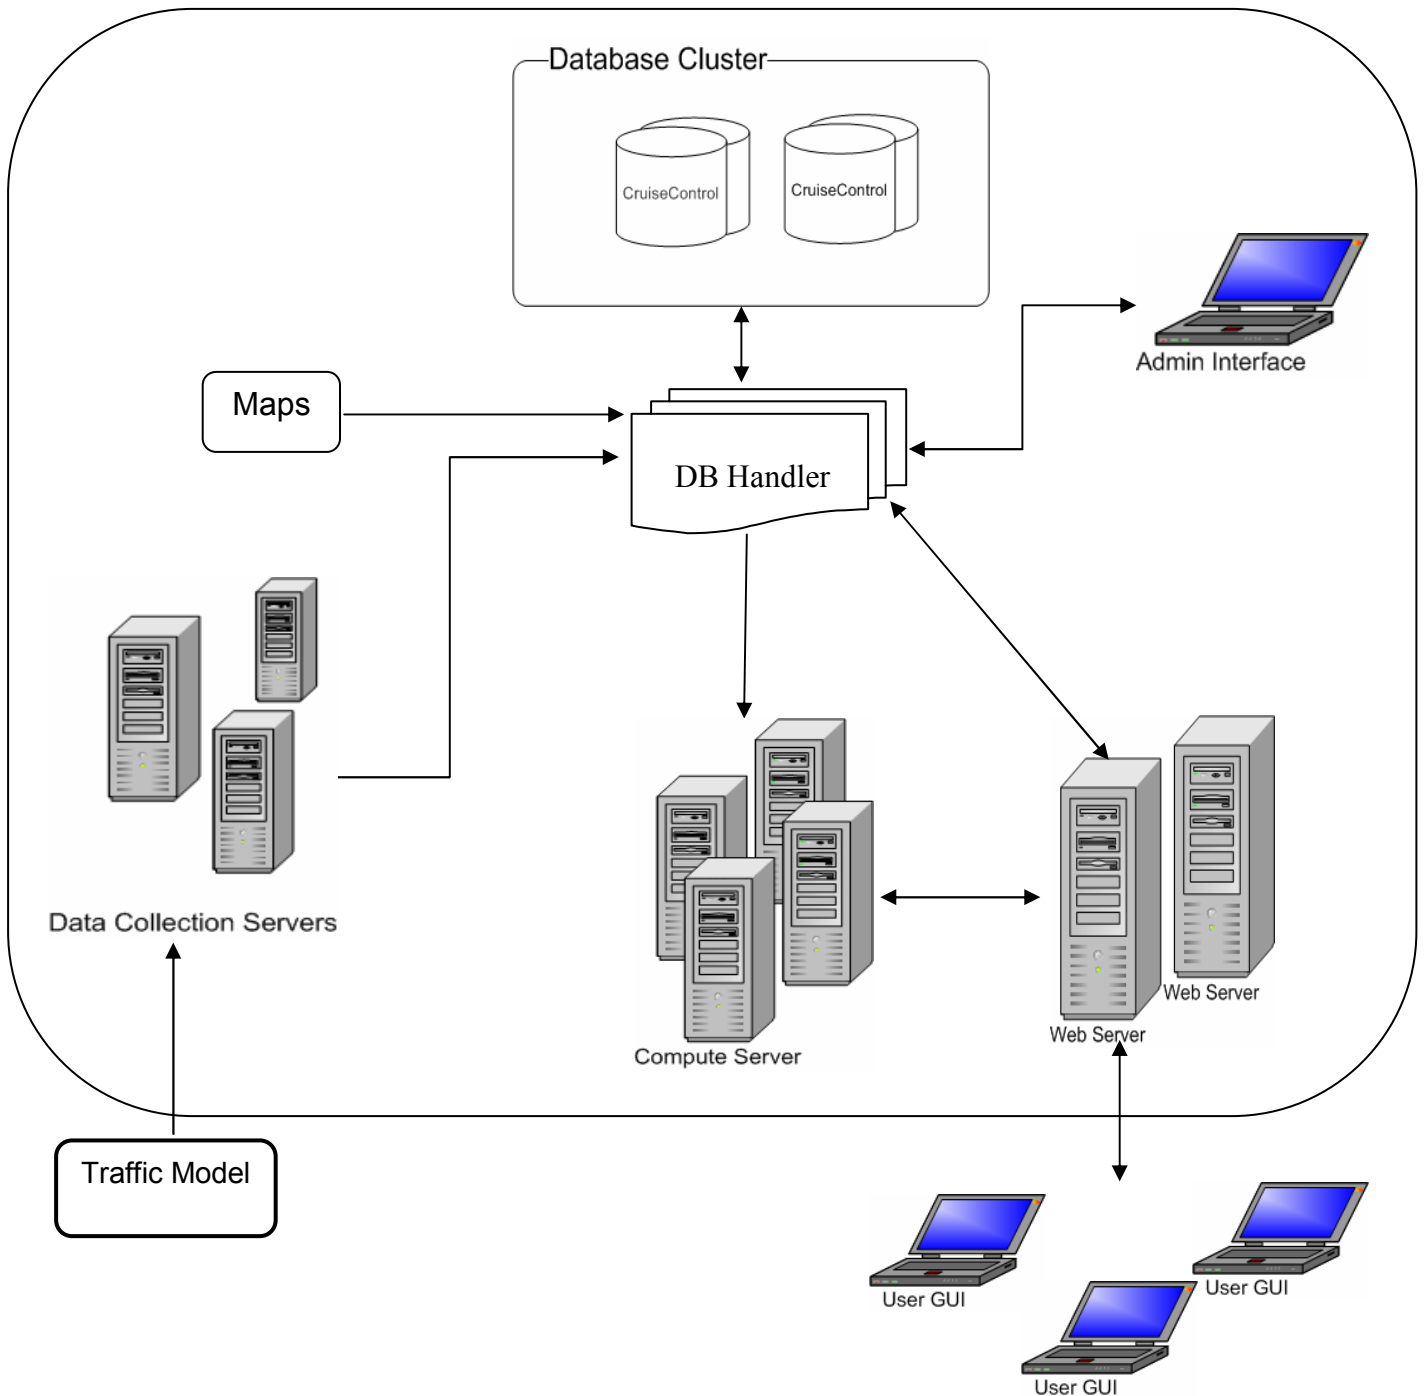 Database Cluster
CruiseControl
CruiseControl
Admin Interface
Maps
DB Handler
Data Collection Servers
Web Server
Web Server
Compute Server
Traffic Model
User GUI
User GUI
User GUI